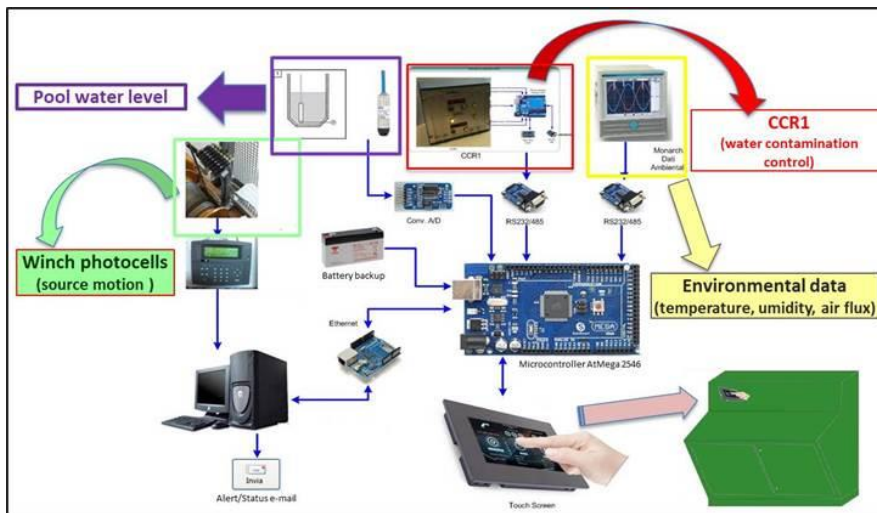 Pool water level
CCR1
Monarch
Dati
Ambientali
CCR1
(water contamination
control)
Conv. A/D
RS232/485
RS232/485
Winch photocells
(source motion )
Battery backup
Environmental data
(temperature, umidity, air flux)
Ethernet
MEGA
Microcontroller AtMega 2546
Invia
Alert/Status e-mail
Touch Screen